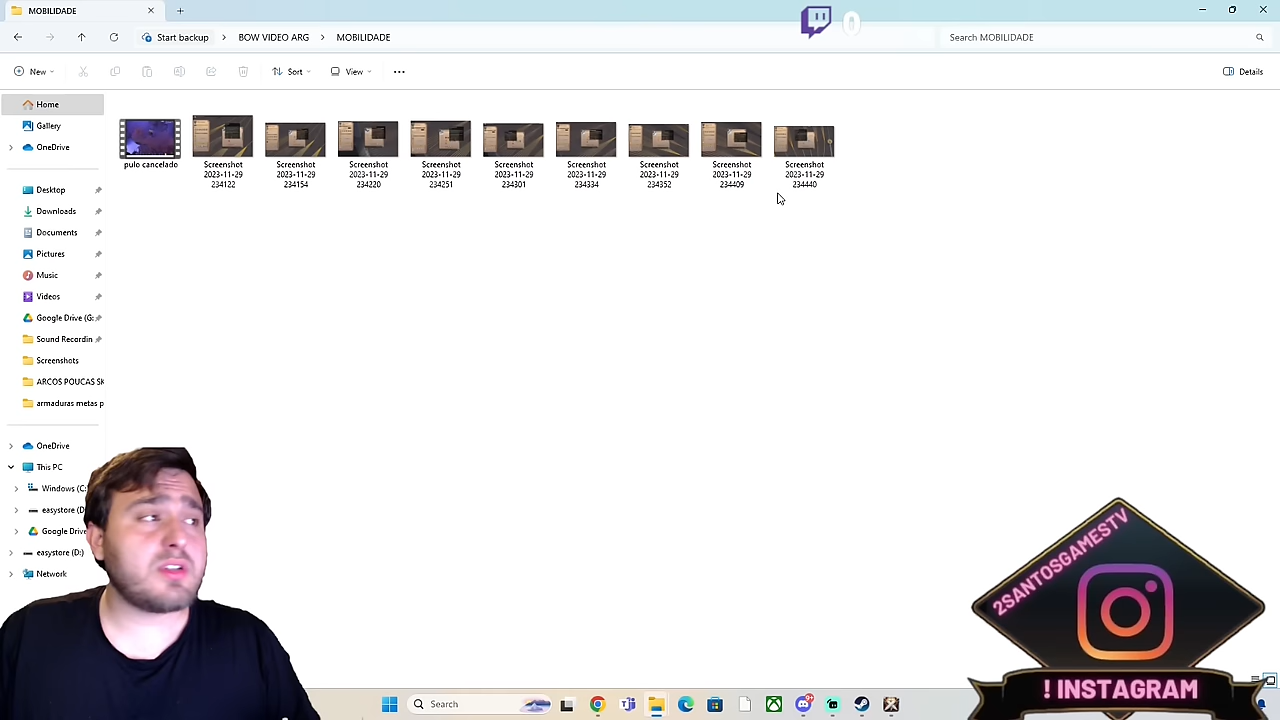 MOBILIDADE
Start backup
BOW VIDEO ARG
MOBILIDADE
Search MOBILIDADE
New
Sort
View
Details
Home
Gallery
OneDrive
Desktop
Downloads
Documents
Pictures
Music
Videos
Google Drive (G:
Sound Recordin
Screenshots
ARCOS POUCAS SK
armaduras metas p
OneDrive
This PC
Windows (C:
easystore (D
Google Drive
easystore (D:)
Network
pulo cancelado
Screenshot
2023-11-29
234122
Screenshot
2023-11-29
234154
Screenshot
2023-11-29
234220
Screenshot
2023-11-29
234251
Screenshot
2023-11-29
234301
Screenshot
2023-11-29
234334
Screenshot
2023-11-29
234352
Screenshot
2023-11-29
234409
Screenshot
2023-11-29
234440
2SANTOSGAMESTV
! INSTAGRAM
Search